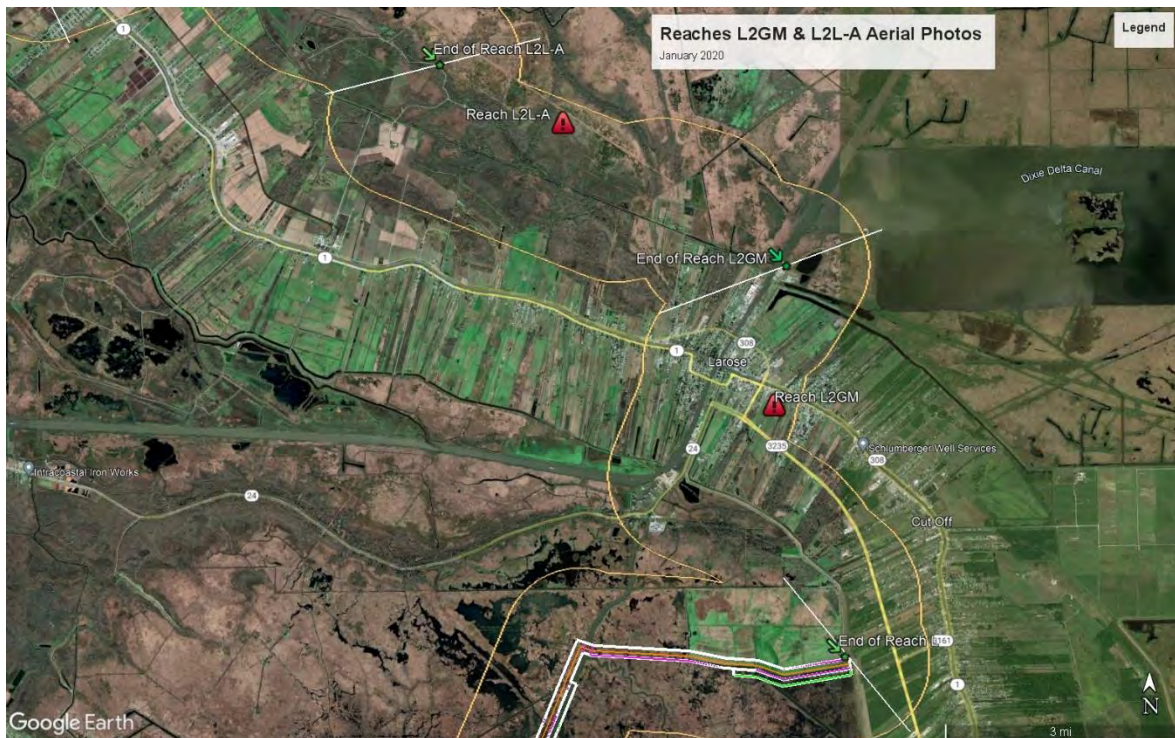 Reaches L2GM & L2L-A Aerial Photos
January 2020
Legend
1
End of Reach L2L-A
Reach L2L-A
Dixie Delta Canal
1
End of Reach L2GM
308
1
Larose
Reach L2GM
3235
24
Schlumberger Well Services
308
Intracoastal Iron Works
24
Cut Off
End of Reach
1
N
3 mi
Google Earth